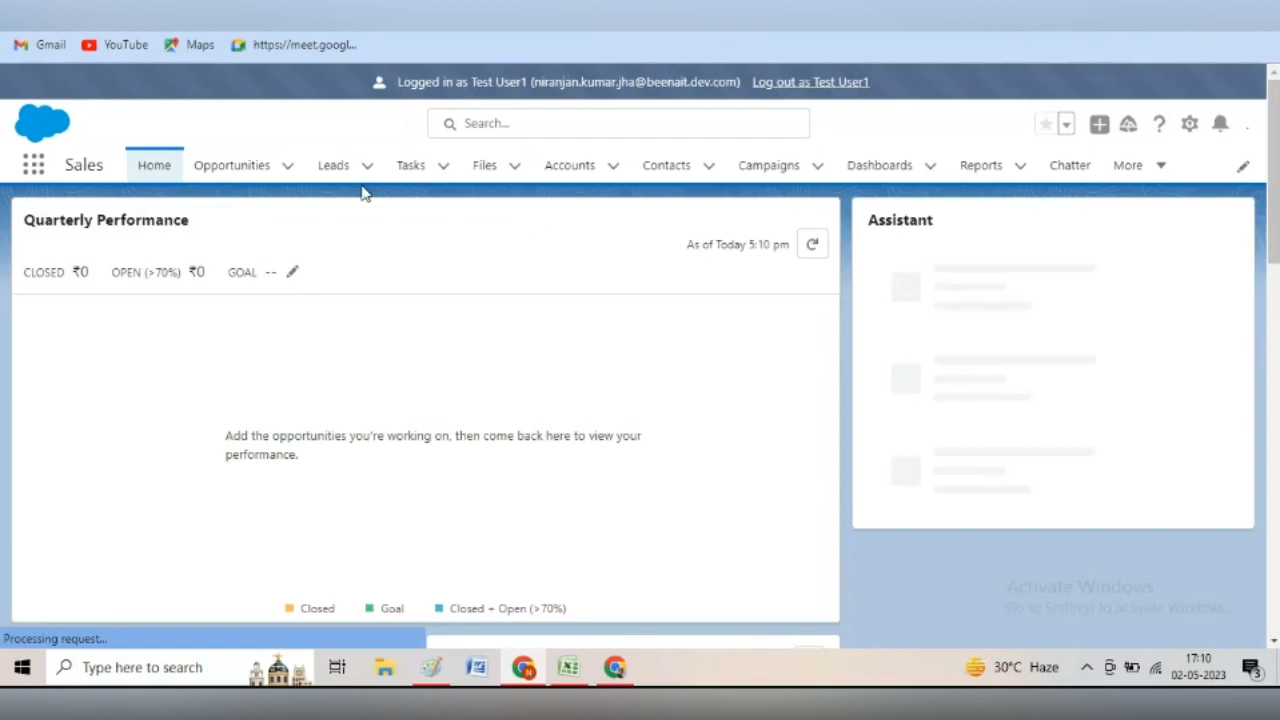 Gmail YouTube Maps https://meet.googl...
Logged in as Test User1 (niranjan.kumar.jha@beenait.dev.com) Log out as Test User1
Search...
Sales Home Opportunities Leads Tasks Files Accounts Contacts Campaigns Dashboards Reports Chatter More
Quarterly Performance
As of Today 5:10 pm
CLOSED ₹0 OPEN (>70%) ₹0 GOAL --
Add the opportunities you're working on, then come back here to view your
performance.
Closed Goal Closed + Open (>70%)
Assistant
Activate Windows
Go to Settings to activate Windows.
Processing request...
Type here to search
30°C Haze
17:10
02-05-2023
3